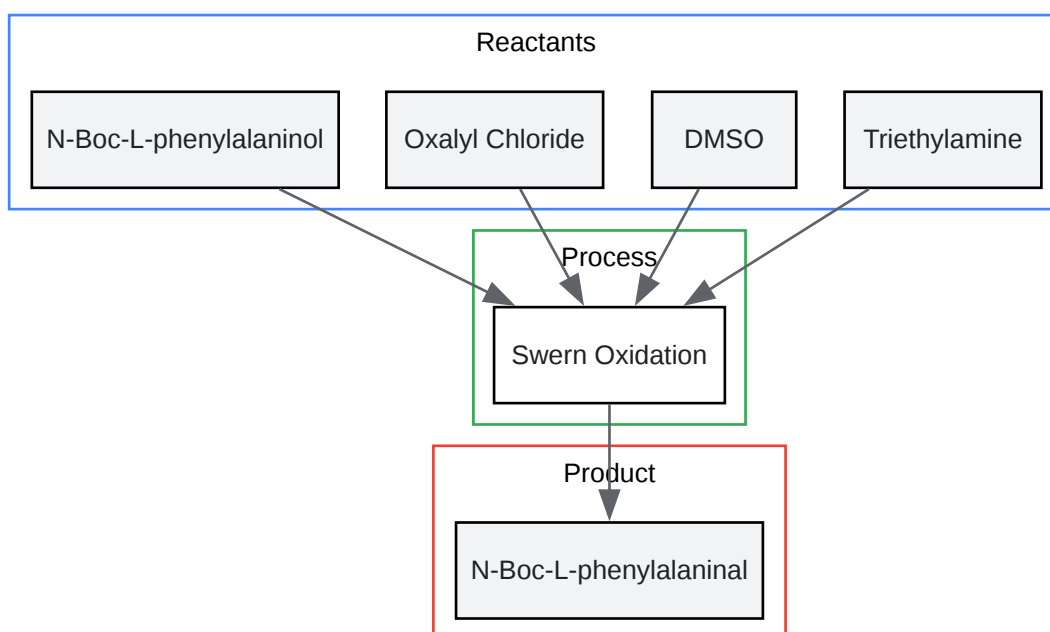 Reactants
N-Boc-L-phenylalaninol
Oxalyl Chloride
DMSO
Triethylamine
Process
Swern Oxidation
Product
N-Boc-L-phenylalaninal